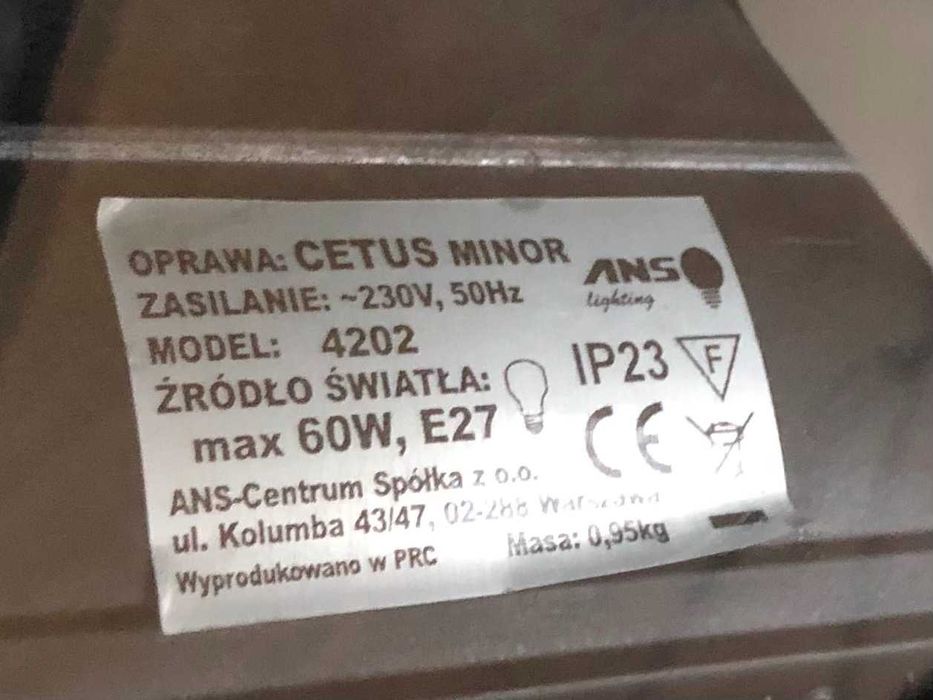 OPRAWA: CETUS MINOR
ANS
lighting
ZASILANIE: ~230V, 50Hz
MODEL: 4202
IP23
F
ŹRÓDŁO ŚWIATŁA:
max 60W, E27
CE
ANS-Centrum Spółka z o.o.
ul. Kolumba 43/47, 02-288 Warszawa
Wyprodukowano w PRC
Masa: 0,95kg